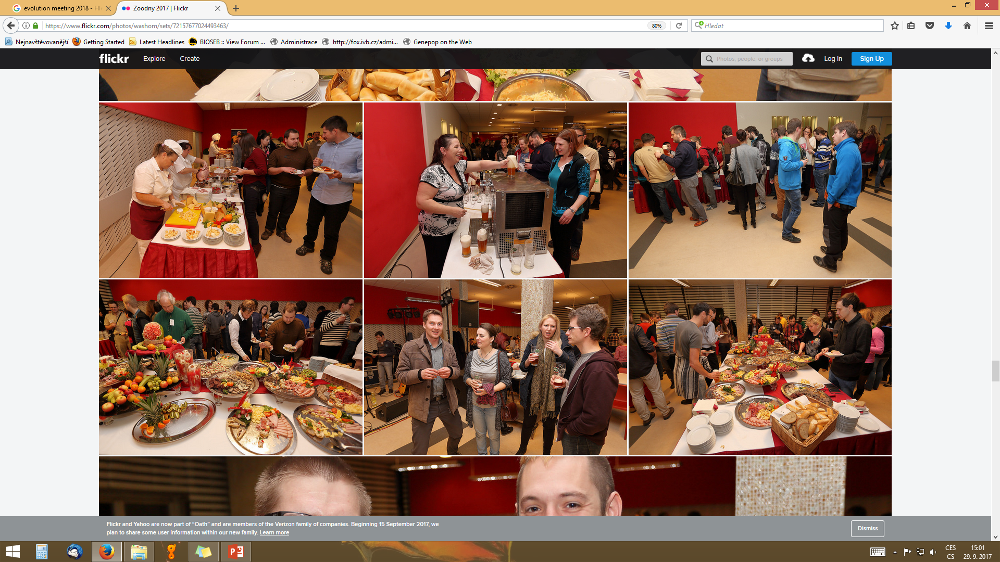 evolution meeting 2018 - Hl
Zoodny 2017 | Flickr
https://www.flickr.com/photos/washom/sets/72157677024493463/
80%
Hledat
Nejnavštěvovanější
Getting Started
Latest Headlines
BIOSEB :: View Forum ...
Administrace
http://fox.ivb.cz/admi...
Genepop on the Web
flickr
Explore
Create
Photos, people, or groups
Log In
Sign Up
Flickr and Yahoo are now part of “Oath” and are members of the Verizon family of companies. Beginning 15 September 2017, we
plan to share some user information within our new family. Learn more
Dismiss
CES
CS
15:01
29. 9. 2017